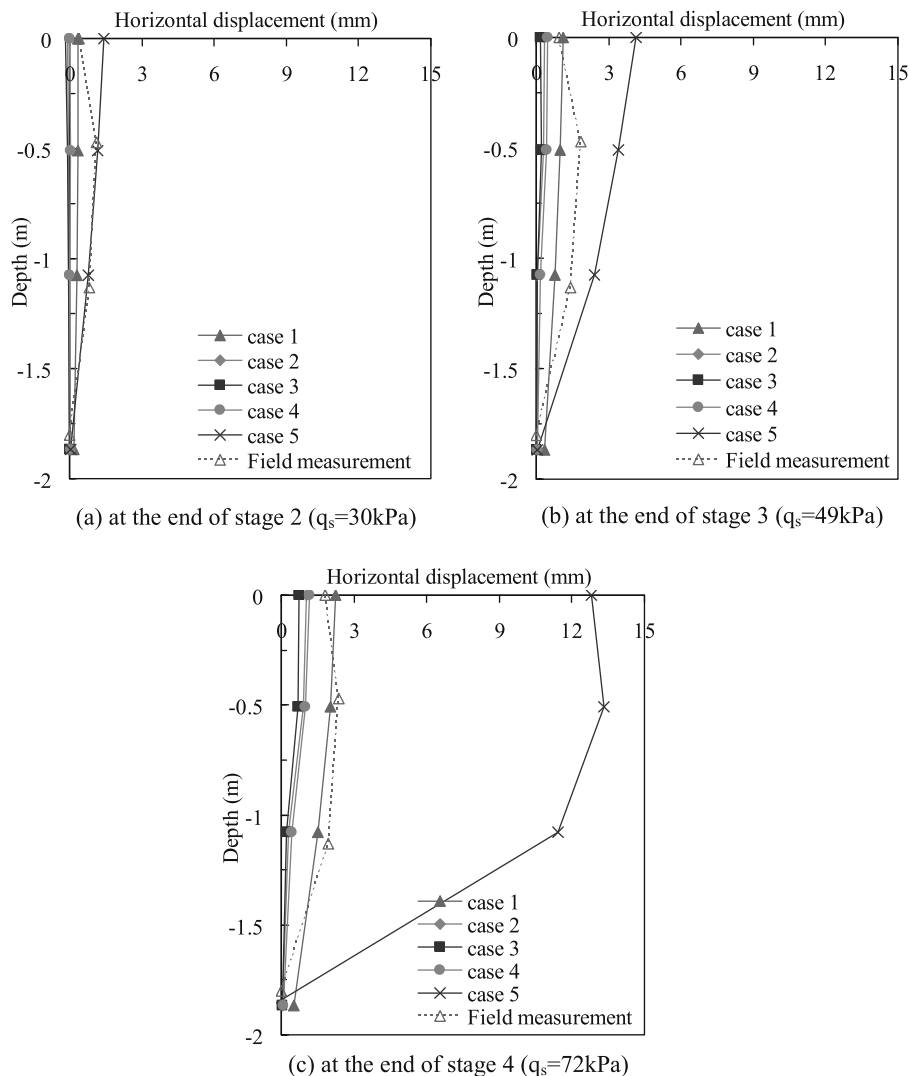 Horizontal displacement (mm)
0 3 6 9 12 15
0
-0.5
-1
-1.5
-2
Depth (m)
case 1
case 2
case 3
case 4
case 5
Field measurement
(a) at the end of stage 2 (qs=30kPa)
Horizontal displacement (mm)
0 3 6 9 12 15
0
-0.5
-1
-1.5
-2
Depth (m)
case 1
case 2
case 3
case 4
case 5
Field measurement
(b) at the end of stage 3 (qs=49kPa)
Horizontal displacement (mm)
0 3 6 9 12 15
0
-0.5
-1
-1.5
-2
Depth (m)
case 1
case 2
case 3
case 4
case 5
Field measurement
(c) at the end of stage 4 (qs=72kPa)